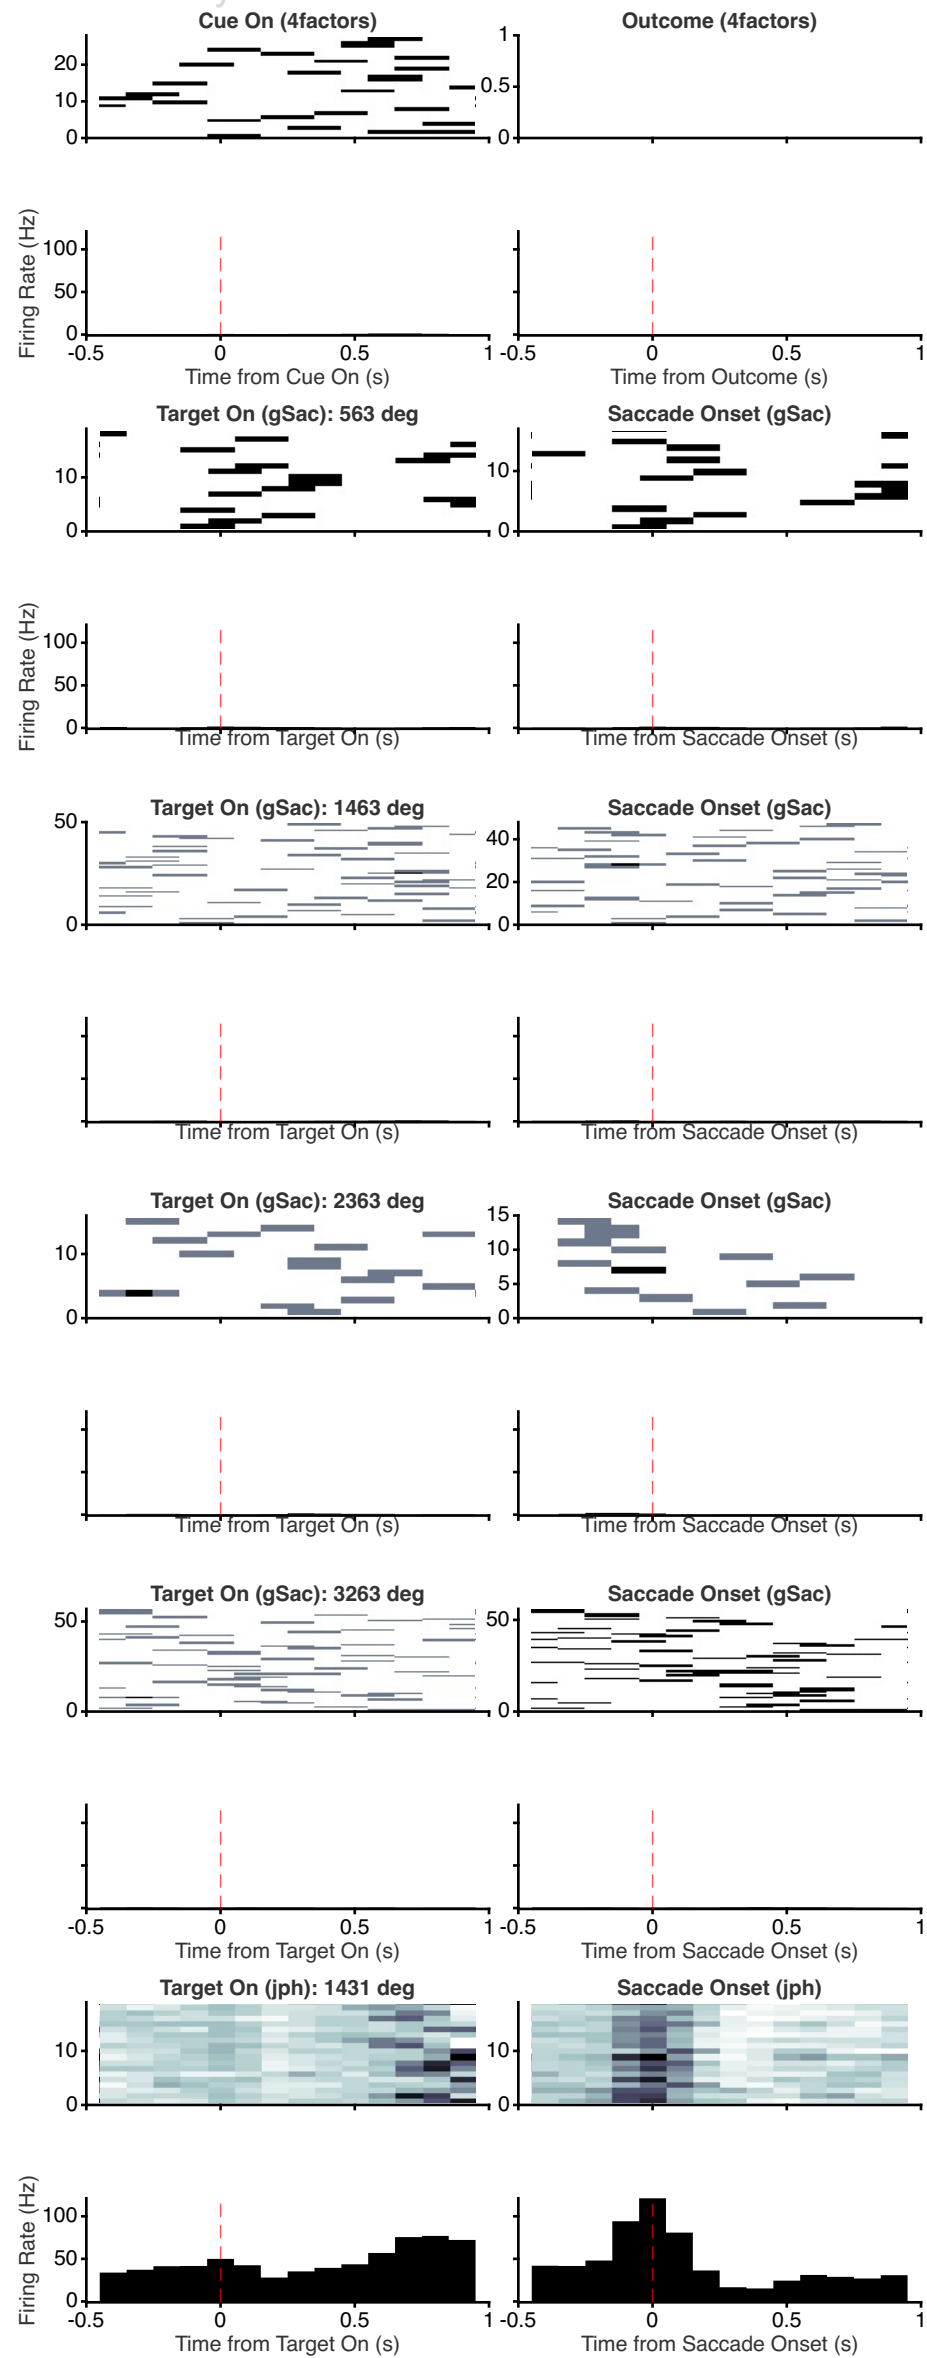 Cue On (4factors) Outcome (4factors)
20
10
0
1
0.5
0
Firing Rate (Hz)
100
50
0
-0.5 0 0.5 1 -0.5 0 0.5 1
Time from Cue On (s) Time from Outcome (s)
Target On (gSac): 563 deg Saccade Onset (gSac)
10
0
10
0
Firing Rate (Hz)
100
50
0
Time from Target On (s) Time from Saccade Onset (s)
Target On (gSac): 1463 deg Saccade Onset (gSac)
50
0
40
20
0
Time from Target On (s) Time from Saccade Onset (s)
Target On (gSac): 2363 deg Saccade Onset (gSac)
10
0
15
10
5
0
Time from Target On (s) Time from Saccade Onset (s)
Target On (gSac): 3263 deg Saccade Onset (gSac)
50
0
50
0
-0.5 0 0.5 1 -0.5 0 0.5 1
Time from Target On (s) Time from Saccade Onset (s)
Target On (jph): 1431 deg Saccade Onset (jph)
10
0
10
0
Firing Rate (Hz)
100
50
0
-0.5 0 0.5 1 -0.5 0 0.5 1
Time from Target On (s) Time from Saccade Onset (s)